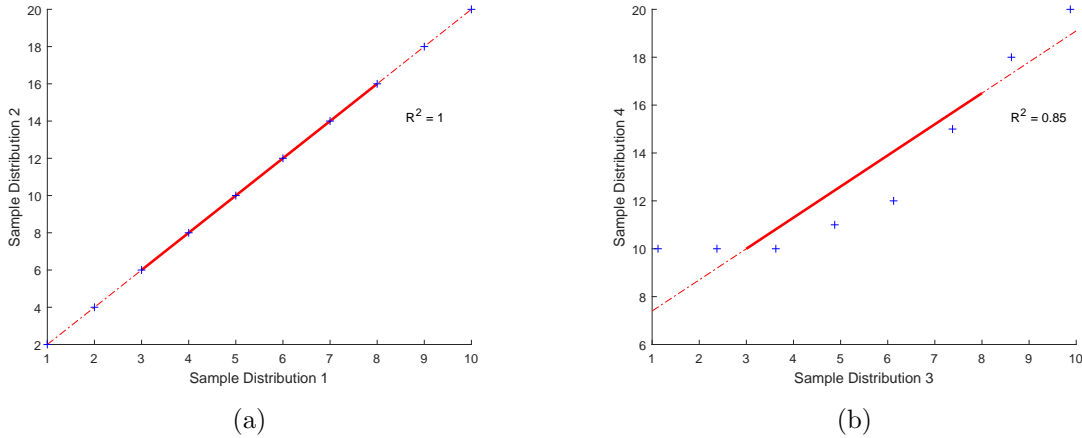 20
18
16
14
12
10
8
6
4
2
Sample Distribution 2
R² = 1
1 2 3 4 5 6 7 8 9 10
Sample Distribution 1
(a)
20
18
16
14
12
10
8
6
Sample Distribution 4
R² = 0.85
1 2 3 4 5 6 7 8 9 10
Sample Distribution 3
(b)